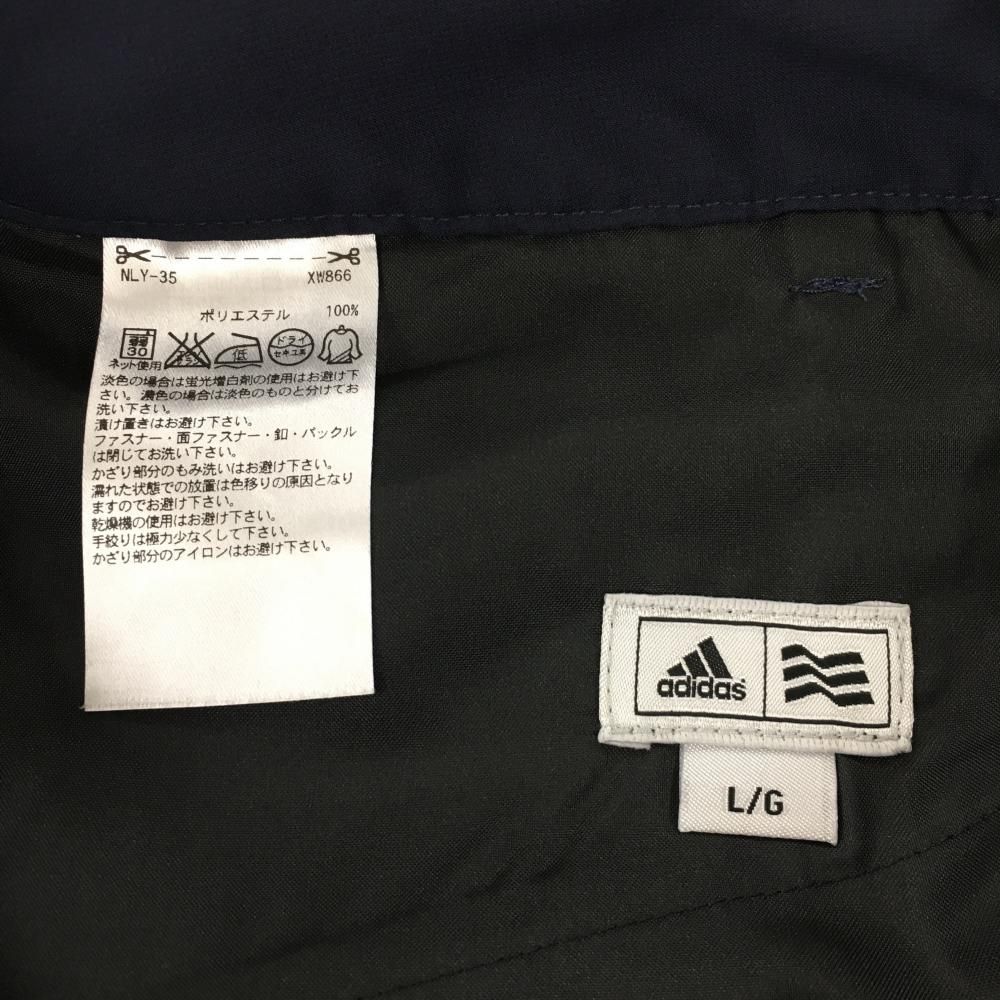 NLY-35 XW866
ポリエステル 100%
30 低 ドライ
セキユ系
ネット使用
淡色の場合は蛍光増白剤の使用はお避け下
さい。濃色の場合は淡色のものと分けてお
洗い下さい。
漬け置きはお避け下さい。
ファスナー・面ファスナー・釦・バックル
は閉じてお洗い下さい。
かざり部分のもみ洗いはお避け下さい。
濡れた状態での放置は色移りの原因となり
ますのでお避け下さい。
乾燥機の使用はお避け下さい。
手絞りは極力少なくして下さい。
かざり部分のアイロンはお避け下さい。
adidas
L/G